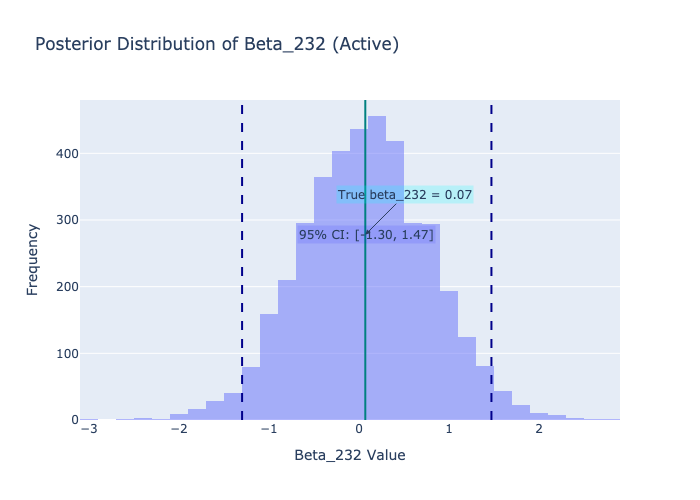 Posterior Distribution of Beta_232 (Active)
Frequency
400
300
200
100
0
True beta_232 = 0.07
95% CI: [-1.30, 1.47]
−3
−2
−1
0
1
2
Beta_232 Value